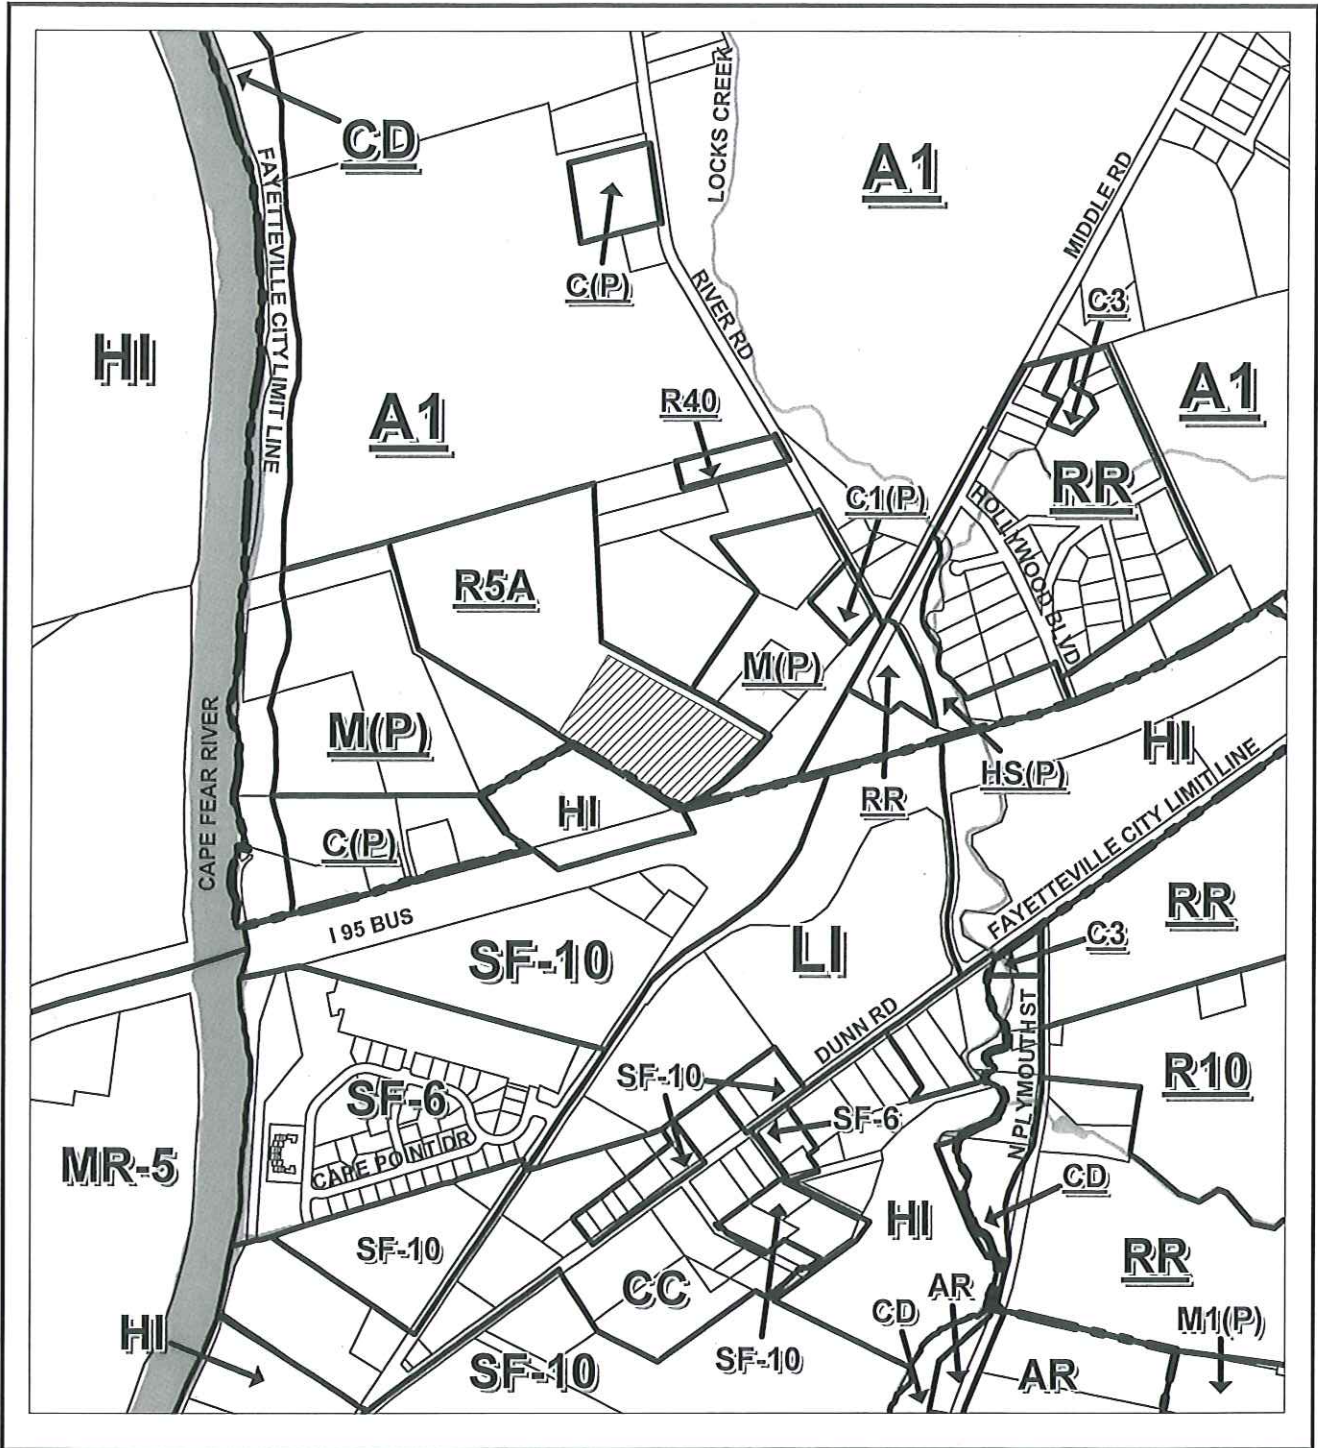 CD
LOCKS CREEK
A1
MIDDLE RD
FAYETTEVILLE CITY LIMIT LINE
C(P)
RIVER RD
C3
HI
A1
R40
A1
C1(P)
RR
HOLLYWOOD BLVD
R5A
M(P)
M(P)
HI
HS(P)
RR
CAPE FEAR RIVER
HI
C(P)
FAYETTEVILLE CITY LIMIT LINE
I 95 BUS
RR
C3
SF-10
LI
DUNN RD
N PLYMOUTH ST
SF-10
R10
SF-6
SF-6
CAPE POINT DR
MR-5
CD
HI
SF-10
RR
CC
AR
CD
M1(P)
HI
SF-10
SF-10
AR